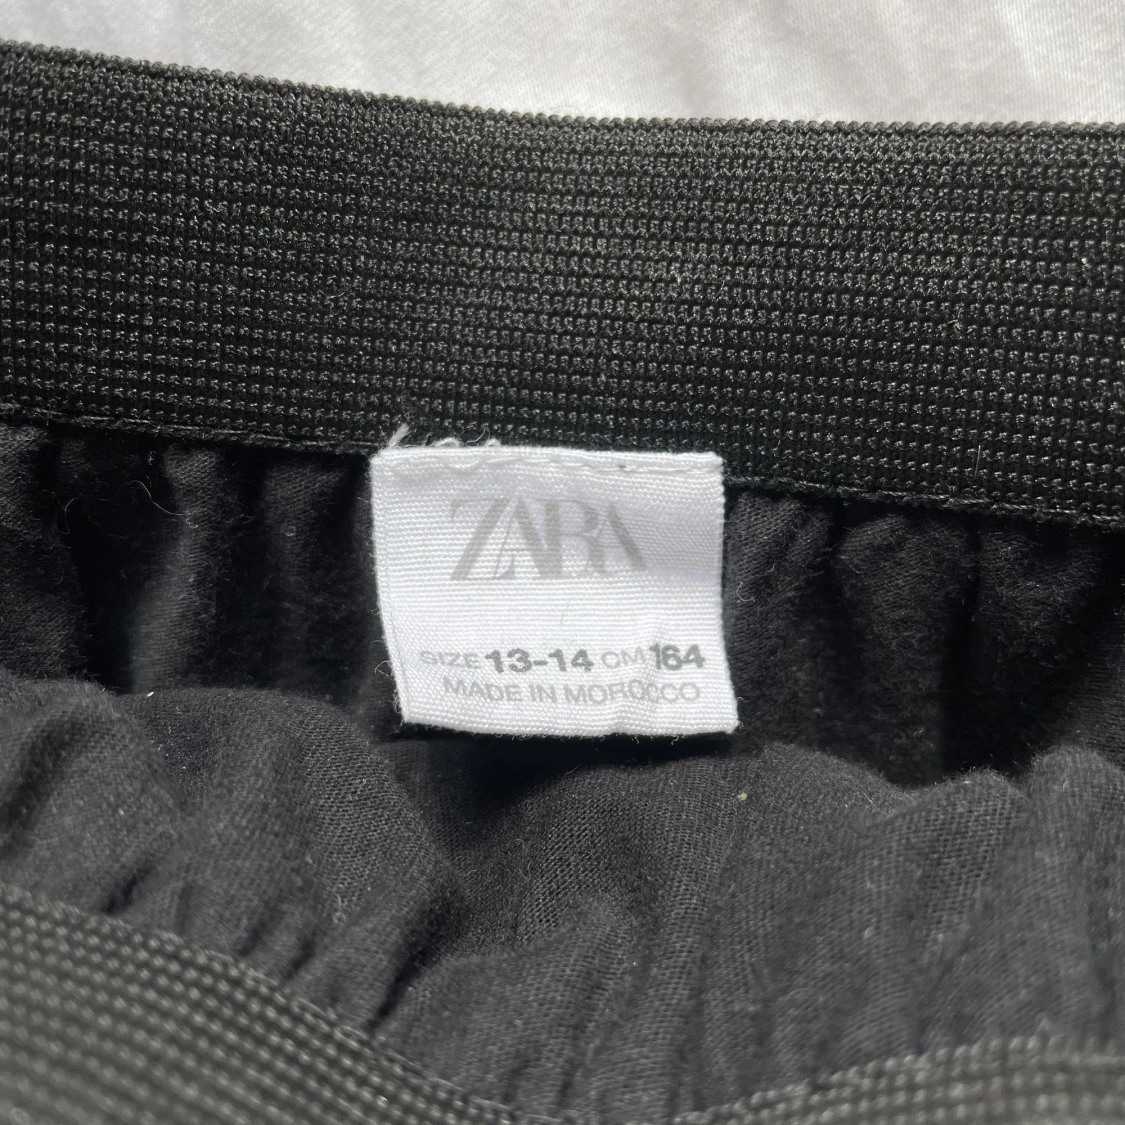 ZARA
SIZE 13-14 CM 164
MADE IN MOROCCO